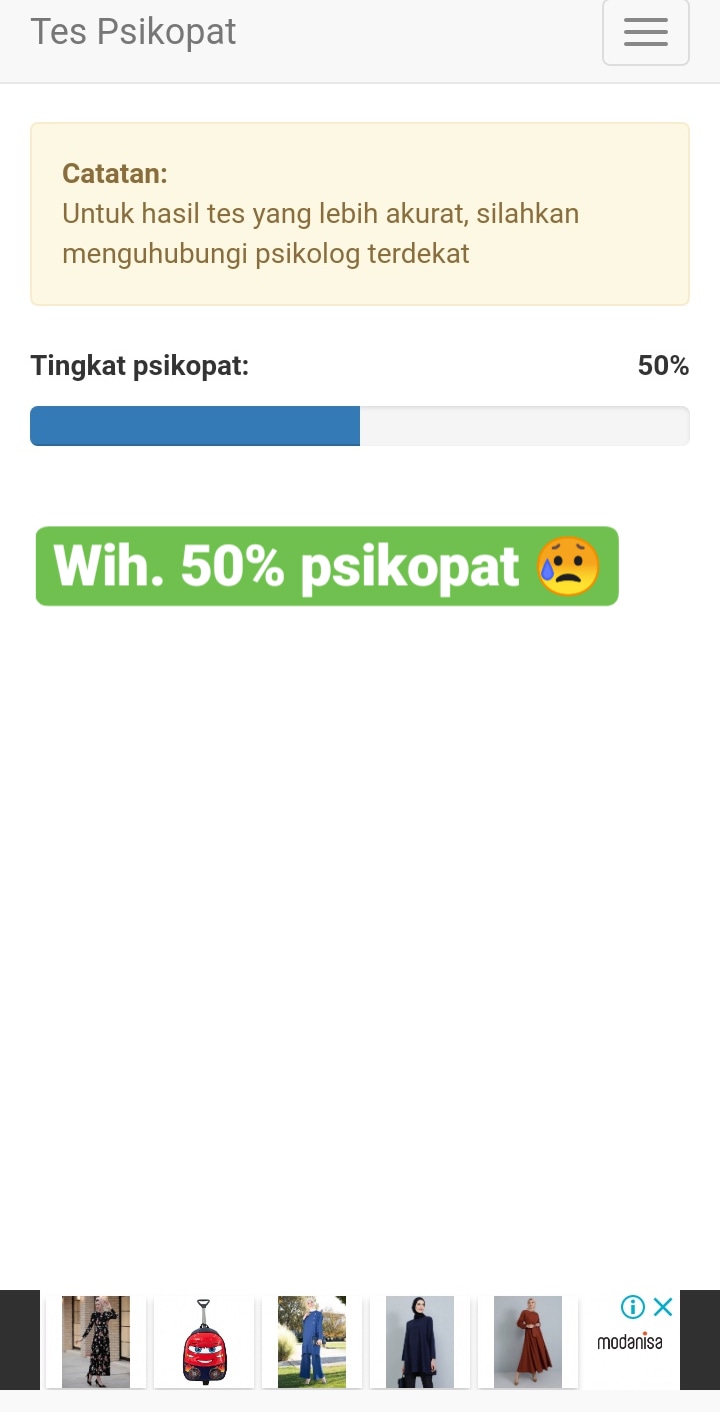 Tes Psikopat
Catatan:
Untuk hasil tes yang lebih akurat, silahkan
menguhubungi psikolog terdekat
Tingkat psikopat: 50%
Wih. 50% psikopat 😥
modanisa